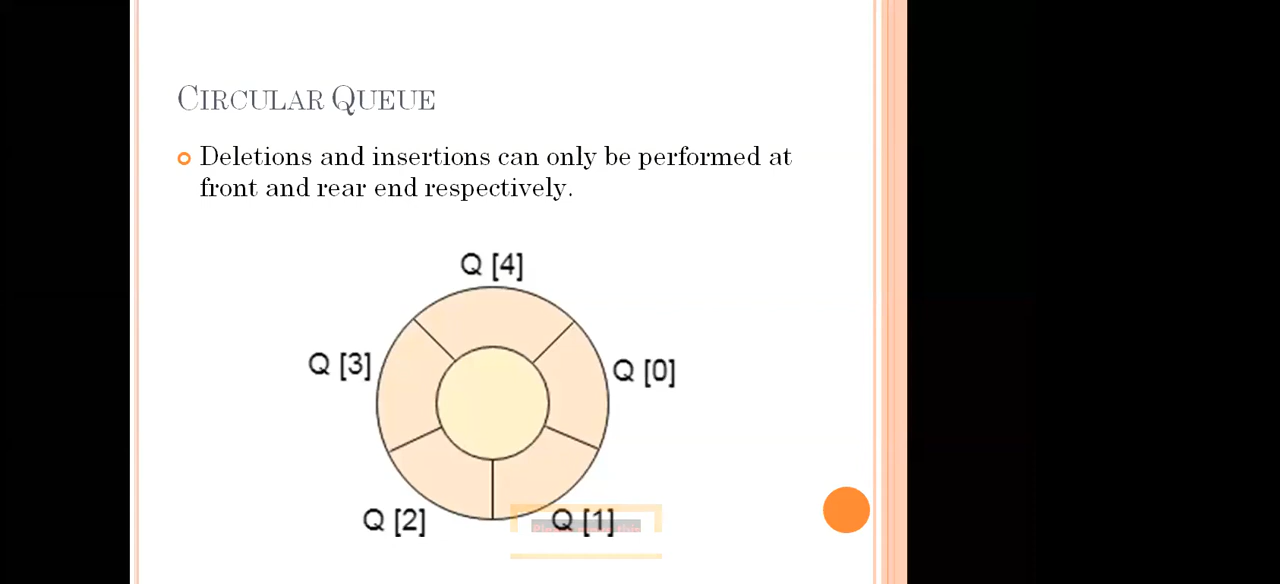 CIRCULAR QUEUE
Deletions and insertions can only be performed at
front and rear end respectively.
Q [4]
Q [3]
Q [0]
Q [2]
Q [1]